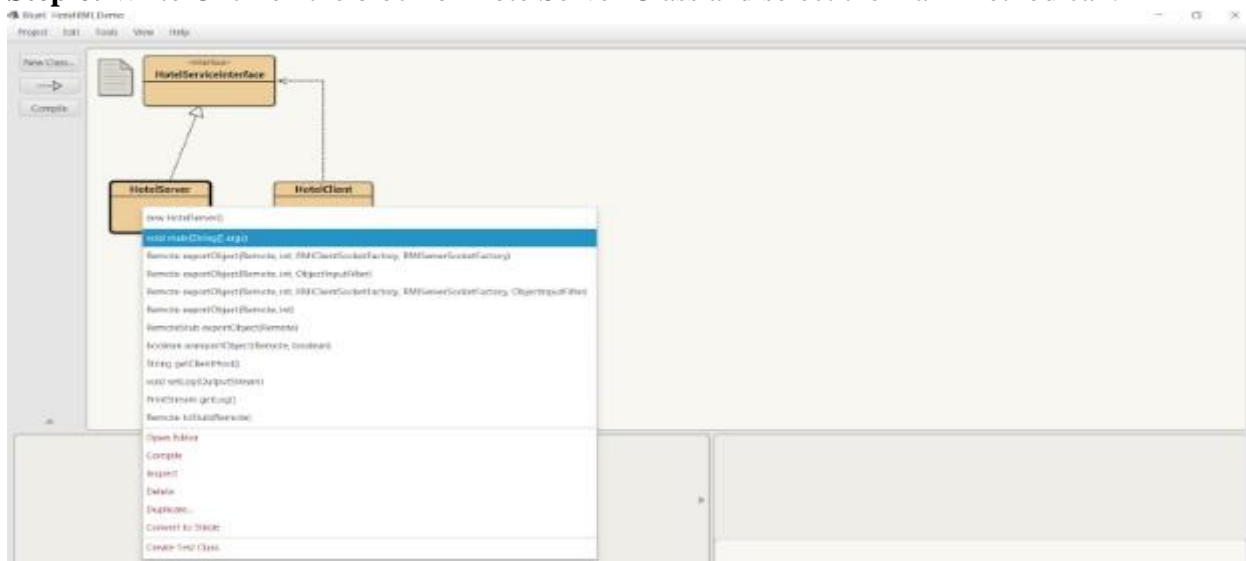 BlueJ: HotelRMI Demo
Project Edit Tools View Help
New Class...
Compile
<<interface>>
HotelServiceInterface
HotelServer
HotelClient
new HotelServer()
void main(String[] args)
Remote exportObject(Remote, int, RMIClientSocketFactory, RMIServerSocketFactory)
Remote exportObject(Remote, int, ObjectInputFilter)
Remote exportObject(Remote, int, RMIClientSocketFactory, RMIServerSocketFactory, ObjectInputFilter)
Remote exportObject(Remote, int)
RemoteStub exportObject(Remote)
boolean unexportObject(Remote, boolean)
String getClientHost()
void setLog(OutputStream)
PrintStream getLog()
Remote toStub(Remote)
Open Editor
Compile
Inspect
Delete
Duplicate...
Convert to Stride
Create Test Class